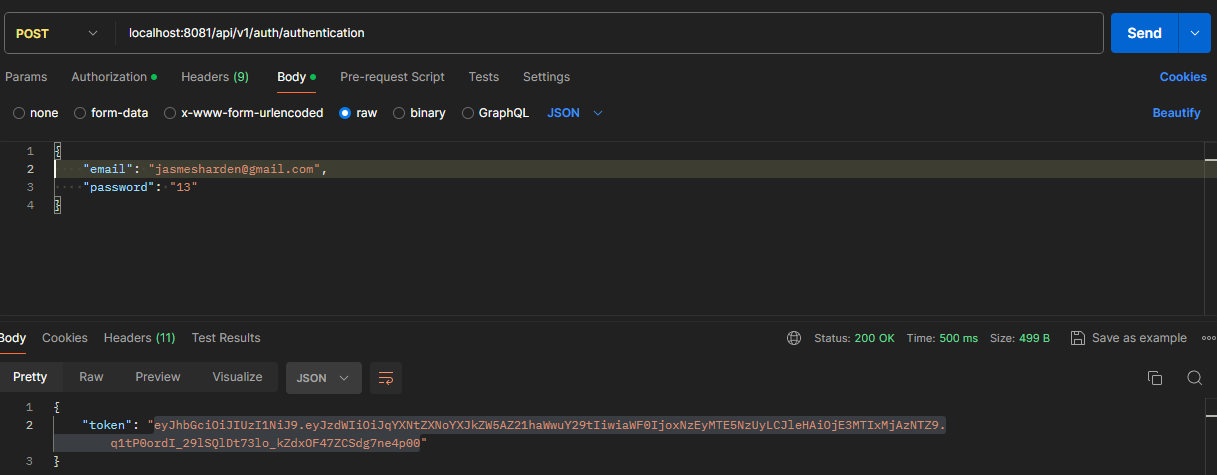 POST localhost:8081/api/v1/auth/authentication Send
Params Authorization Headers (9) Body Pre-request Script Tests Settings Cookies
none form-data x-www-form-urlencoded raw binary GraphQL JSON Beautify
1 {
2 "email": "jasmesharden@gmail.com",
3 "password": "13"
4 }
Body Cookies Headers (11) Test Results Status: 200 OK Time: 500 ms Size: 499 B Save as example
Pretty Raw Preview Visualize JSON
1 {
2 "token": "eyJhbGciOiJIUzI1NiJ9.eyJzdWIiOiJqYXNtZXNoYXJkZW5AZ21haWwuY29tIiwiaWF0IjoxNzEyMTE5NzUyLCJleHAiOjE3MTIxMjAzNTZ9.
q1tP0ordI_29lSQlDt73lo_kZdxOF47ZCSdg7ne4p00"
3 }